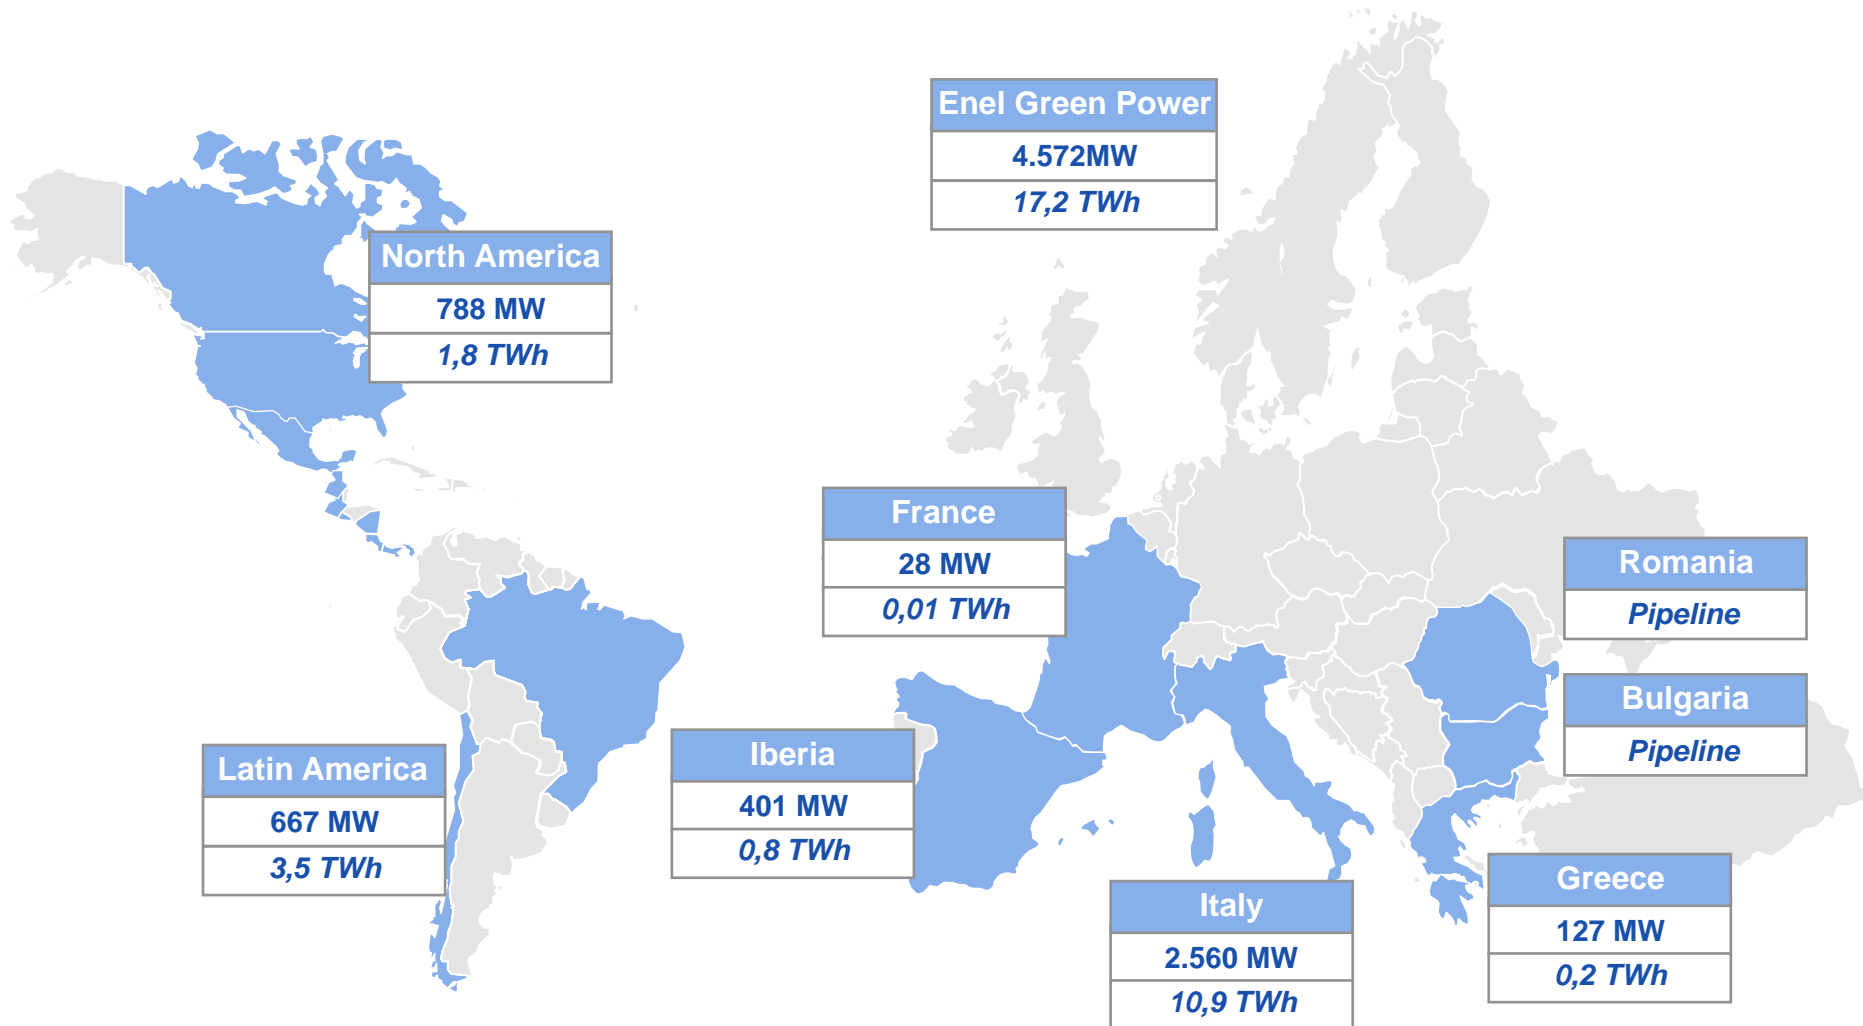 Enel Green Power
4.572MW
17,2 TWh
North America
788 MW
1,8 TWh
France
28 MW
0,01 TWh
Romania
Pipeline
Bulgaria
Pipeline
Latin America
667 MW
3,5 TWh
Iberia
401 MW
0,8 TWh
Italy
2.560 MW
10,9 TWh
Greece
127 MW
0,2 TWh